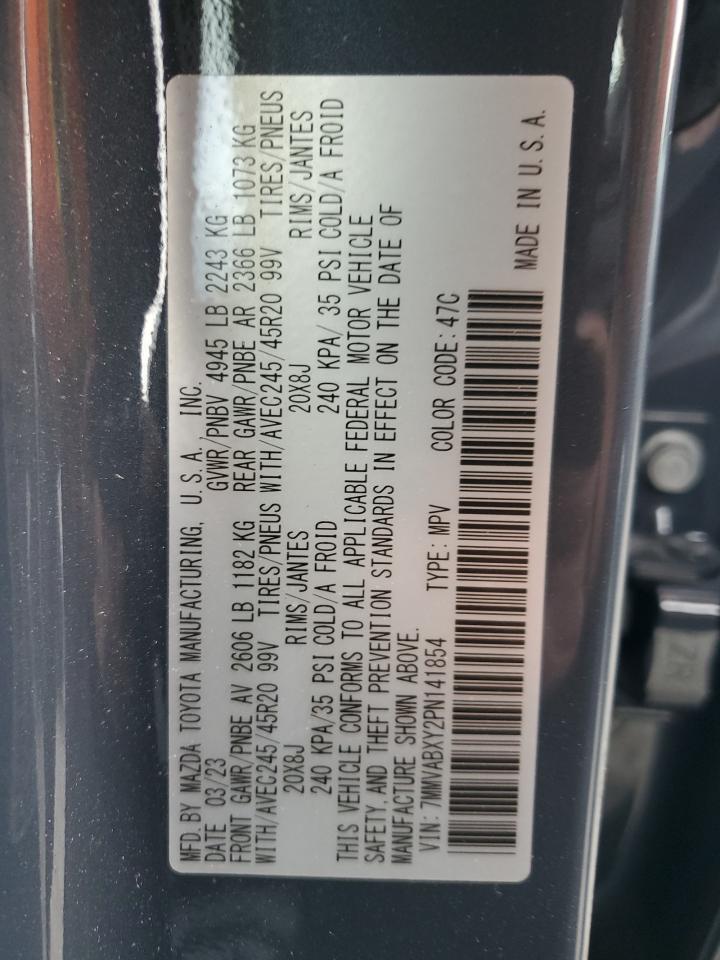 MFD. BY MAZDA TOYOTA MANUFACTURING, U. S. A. INC.
DATE 03/23 GVWR/PNBV 4945 LB 2243 KG
FRONT GAWR/PNBE AV 2606 LB 1182 KG REAR GAWR/PNBE AR 2366 LB 1073 KG
WITH/AVEC245/45R20 99V TIRES/PNEUS WITH/AVEC245/45R20 99V TIRES/PNEUS
20X8J RIMS/JANTES 20X8J RIMS/JANTES
240 KPA/35 PSI COLD/A FROID 240 KPA/ 35 PSI COLD/A FROID
THIS VEHICLE CONFORMS TO ALL APPLICABLE FEDERAL MOTOR VEHICLE
SAFETY, AND THEFT PREVENTION STANDARDS IN EFFECT ON THE DATE OF
MANUFACTURE SHOWN ABOVE.
VIN: 7MMVABXY2PN141854 TYPE: MPV COLOR CODE: 47C
MADE IN U. S. A.
2R